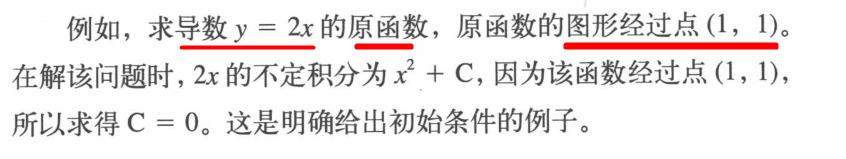 例如，求导数 y = 2x 的原函数，原函数的图形经过点 (1，1)。
在解该问题时，2x 的不定积分为 x² + C，因为该函数经过点 (1，1)，
所以求得 C = 0。这是明确给出初始条件的例子。